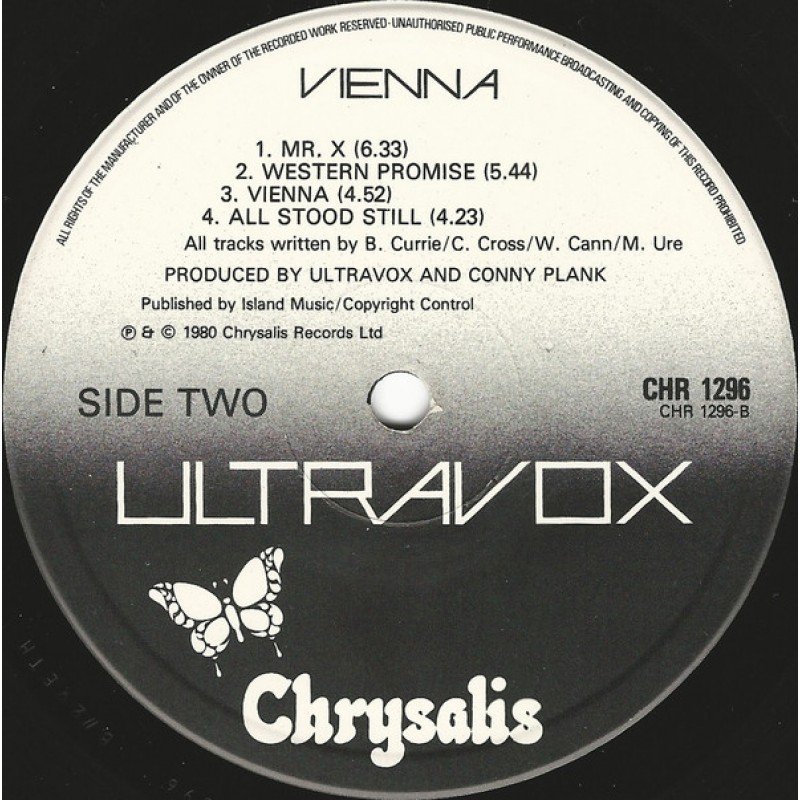 ALL RIGHTS OF THE MANUFACTURER AND OF THE OWNER OF THE RECORDED WORK RESERVED·UNAUTHORISED PUBLIC PERFORMANCE BROADCASTING AND COPYING OF THIS RECORD PROHIBITED
VIENNA
1. MR. X (6.33)
2. WESTERN PROMISE (5.44)
3. VIENNA (4.52)
4. ALL STOOD STILL (4.23)
All tracks written by B. Currie/C. Cross/W. Cann/M. Ure
PRODUCED BY ULTRAVOX AND CONNY PLANK
Published by Island Music/Copyright Control
Ⓟ & © 1980 Chrysalis Records Ltd
SIDE TWO
CHR 1296
CHR 1296-B
ULTRAVOX
Chrysalis